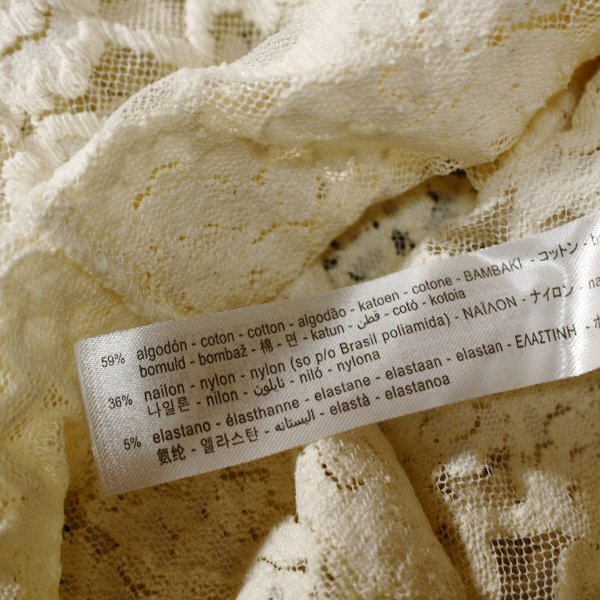 59% algodón - coton - cotton - algodão - katoen - cotone - ΒΑΜΒΑΚΙ - コットン -
bomuld - bombaž - 棉 - 면 - katun - قطن - cotó - kotoia
36% nailon - nylon - nylon (so p/o Brasil poliamida) - ΝΑΪΛΟΝ - ナイロン -
나일론 - nilon - نايلون - niló - nylona
5% elastano - élasthanne - elastane - elastaan - elastan - ΕΛΑΣΤΙΝΗ -
氨纶 - 엘라스탄 - البستانه - elastà - elastanoa